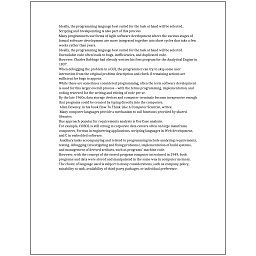 Ideally, the programming language best suited for the task at hand will be selected.
Scripting and breakpointing is also part of this process.
Many programmers use forms of Agile software development where the various stages of
formal software development are more integrated together into short cycles that take a few
weeks rather than years.
Ideally, the programming language best suited for the task at hand will be selected.
Unreadable code often leads to bugs, inefficiencies, and duplicated code.
However, Charles Babbage had already written his first program for the Analytical Engine in
1837.
When debugging the problem in a GUI, the programmer can try to skip some user
interaction from the original problem description and check if remaining actions are
sufficient for bugs to appear.
While these are sometimes considered programming, often the term software development
is used for this larger overall process – with the terms programming, implementation, and
coding reserved for the writing and editing of code per se.
By the late 1960s, data storage devices and computer terminals became inexpensive enough
that programs could be created by typing directly into the computers.
Auble Downey, in his book How To Think Like A Computer Scientist, writes:
Many computer languages provide a mechanism to call functions provided by shared
libraries.
One approach popular for requirements analysis is Use Case analysis.
For example, COBOL is still strong in corporate data centers often on large mainframe
computers, Fortran in engineering applications, scripting languages in Web development,
and C in embedded software.
Auxiliary tasks accompanying and related to programming include analyzing requirements,
testing, debugging (investigating and fixing problems), implementation of build systems,
and management of derived artifacts, such as programs' machine code.
However, with the concept of the stored-program computer introduced in 1949, both
programs and data were stored and manipulated in the same way in computer memory.
The choice of language used is subject to many considerations, such as company policy,
suitability to task, availability of third-party packages, or individual preference.